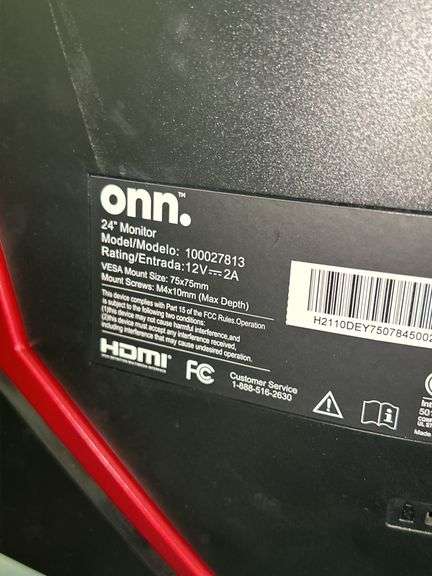 onn.™
24" Monitor
Model/Modelo: 100027813
Rating/Entrada: 12V⎓2A
VESA Mount Size: 75x75mm
Mount Screws: M4x10mm (Max Depth)
This device complies with Part 15 of the FCC Rules.Operation
is subject to the following two conditions:
(1)this device may not cause harmful interference,and
(2)this device must accept any interference received,
including interference that may cause undesired operation.
H2110DEY7507845002
HDMI
FC
Customer Service
1-888-516-2630